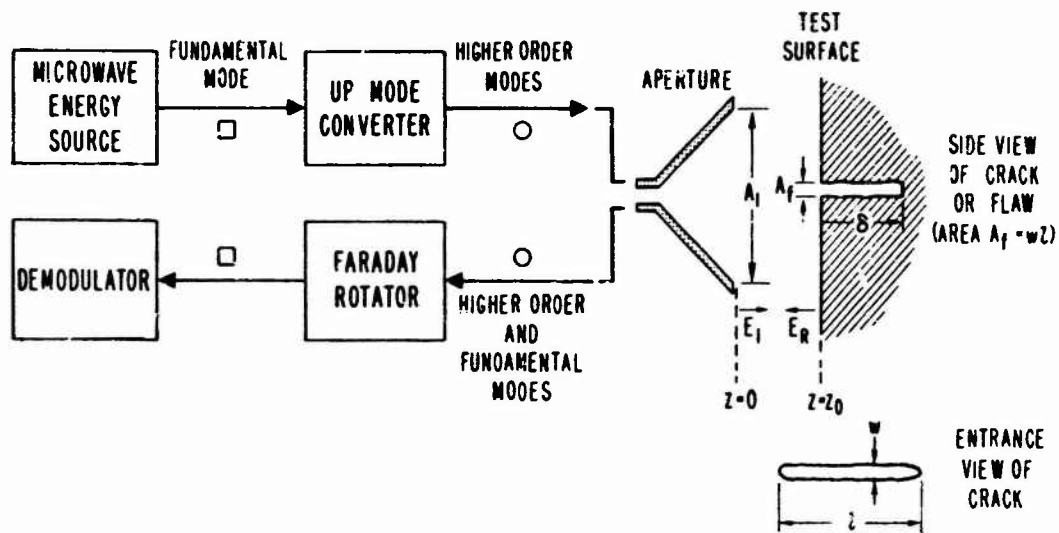 MICROWAVE
ENERGY
SOURCE
FUNDAMENTAL
MODE
UP MODE
CONVERTER
HIGHER ORDER
MODES
APERTURE
TEST
SURFACE
SIDE VIEW
OF CRACK
OR FLAW
(AREA Af = wl)
A1
Af
δ
DEMODULATOR
FARADAY
ROTATOR
HIGHER ORDER
AND
FUNDAMENTAL
MODES
E1
ER
z=0
z=z0
w
ENTRANCE
VIEW OF
CRACK
l